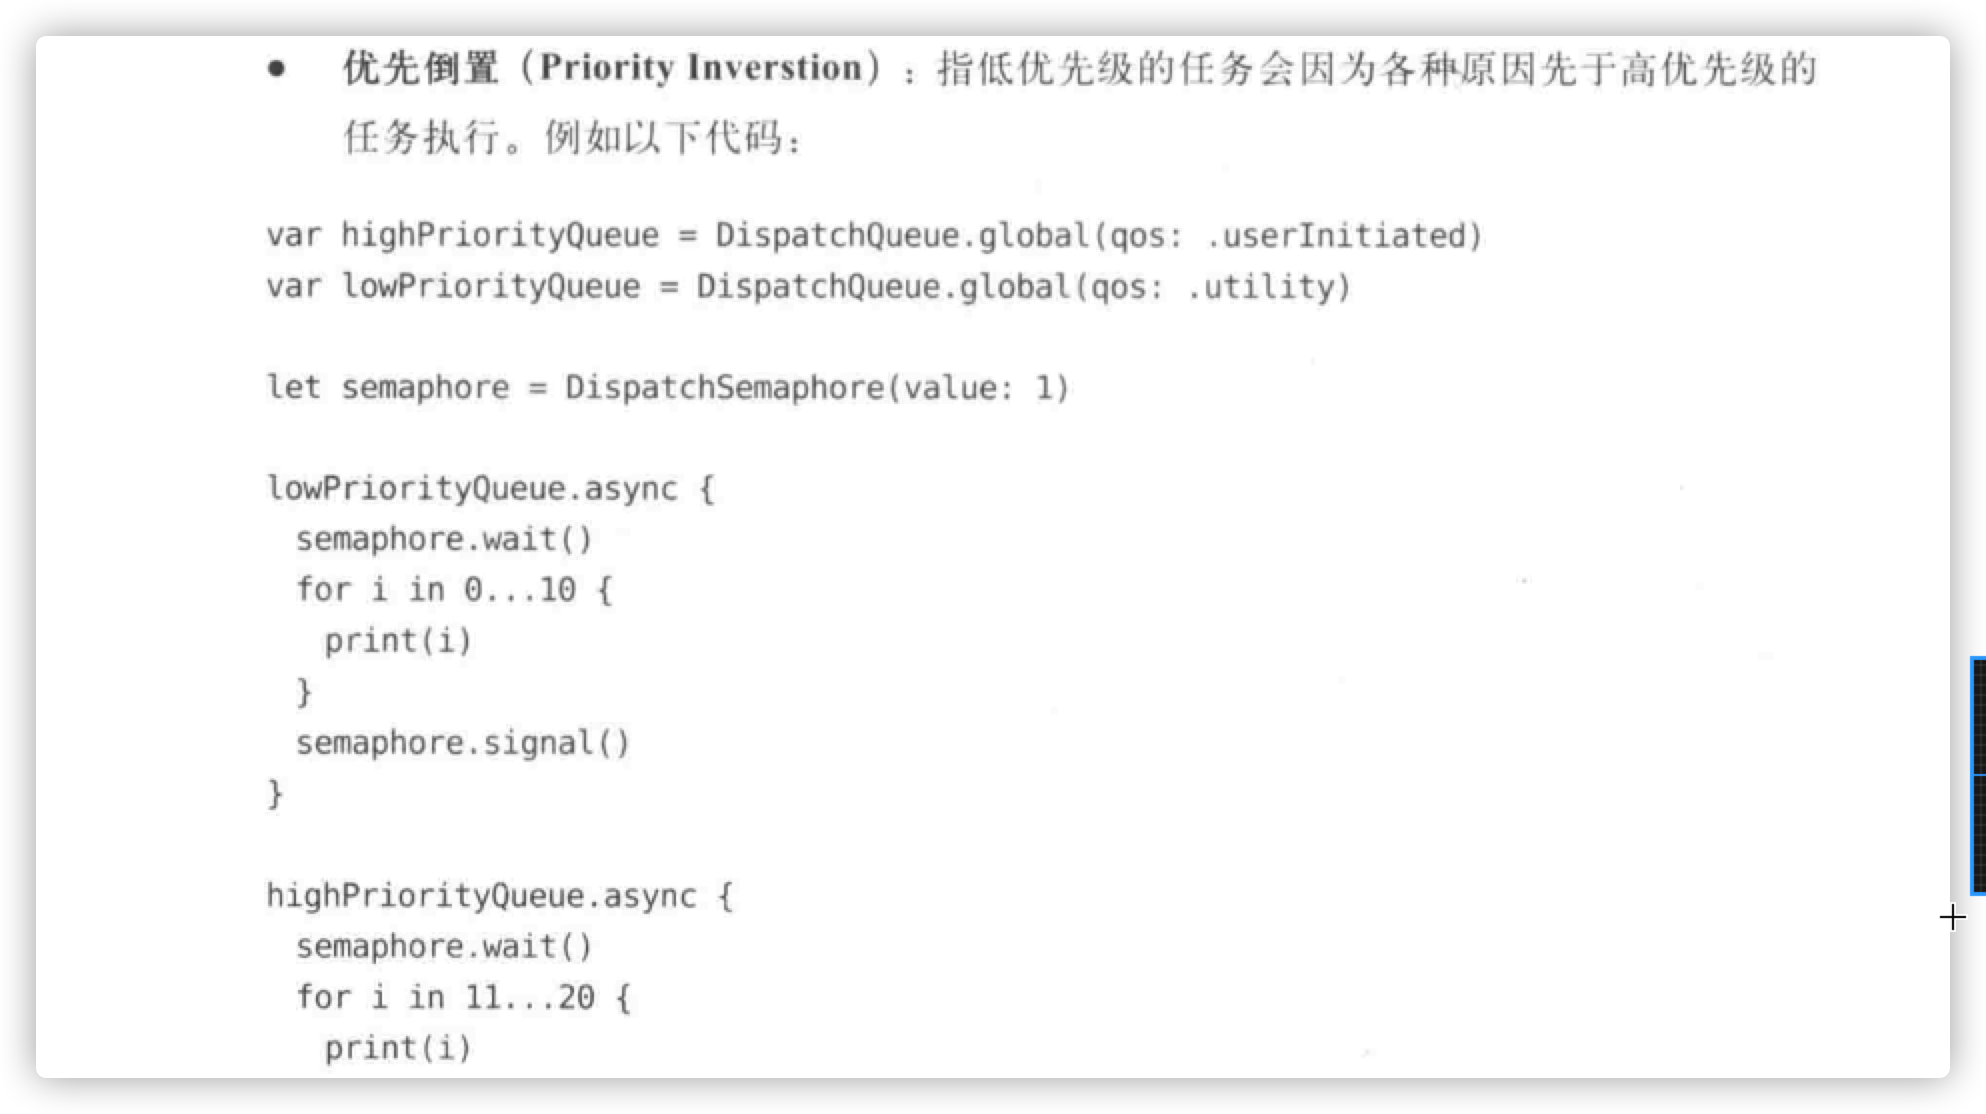 • 优先倒置（Priority Inverstion）：指低优先级的任务会因为各种原因先于高优先级的
任务执行。例如以下代码：
var highPriorityQueue = DispatchQueue.global(qos: .userInitiated)
var lowPriorityQueue = DispatchQueue.global(qos: .utility)
let semaphore = DispatchSemaphore(value: 1)
lowPriorityQueue.async {
semaphore.wait()
for i in 0...10 {
print(i)
}
semaphore.signal()
}
highPriorityQueue.async {
semaphore.wait()
for i in 11...20 {
print(i)